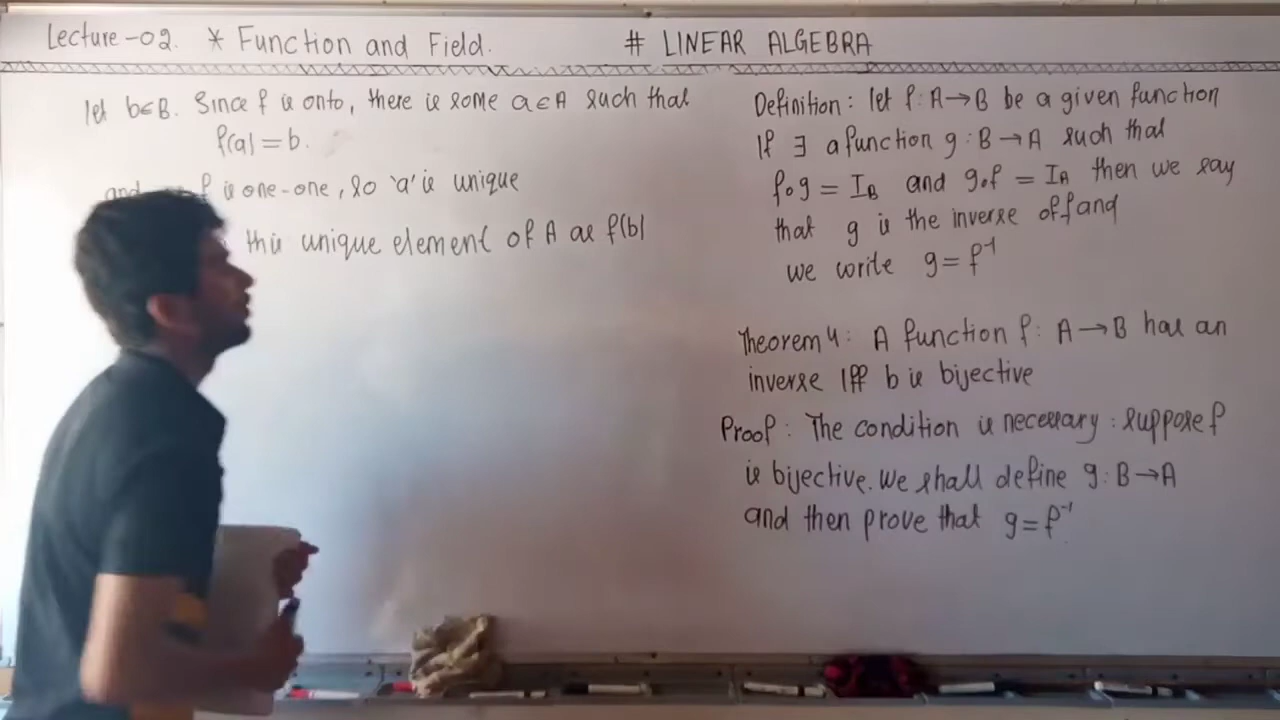 Lecture-02. * Function and Field. # LINEAR ALGEBRA
let b∈B. Since f is onto, there is some a∈A such that
f(a) = b.
and f is one-one, so 'a' is unique
this unique element of A as f(b)
Definition: let f: A→B be a given function
If ∃ a function g: B→A such that
f∘g = I_B and g∘f = I_A then we say
that g is the inverse of f and
we write g = f⁻¹
Theorem 4: A function f: A→B has an
inverse iff b is bijective
Proof: The condition is necessary: suppose f
is bijective. We shall define g: B→A
and then prove that g = f⁻¹